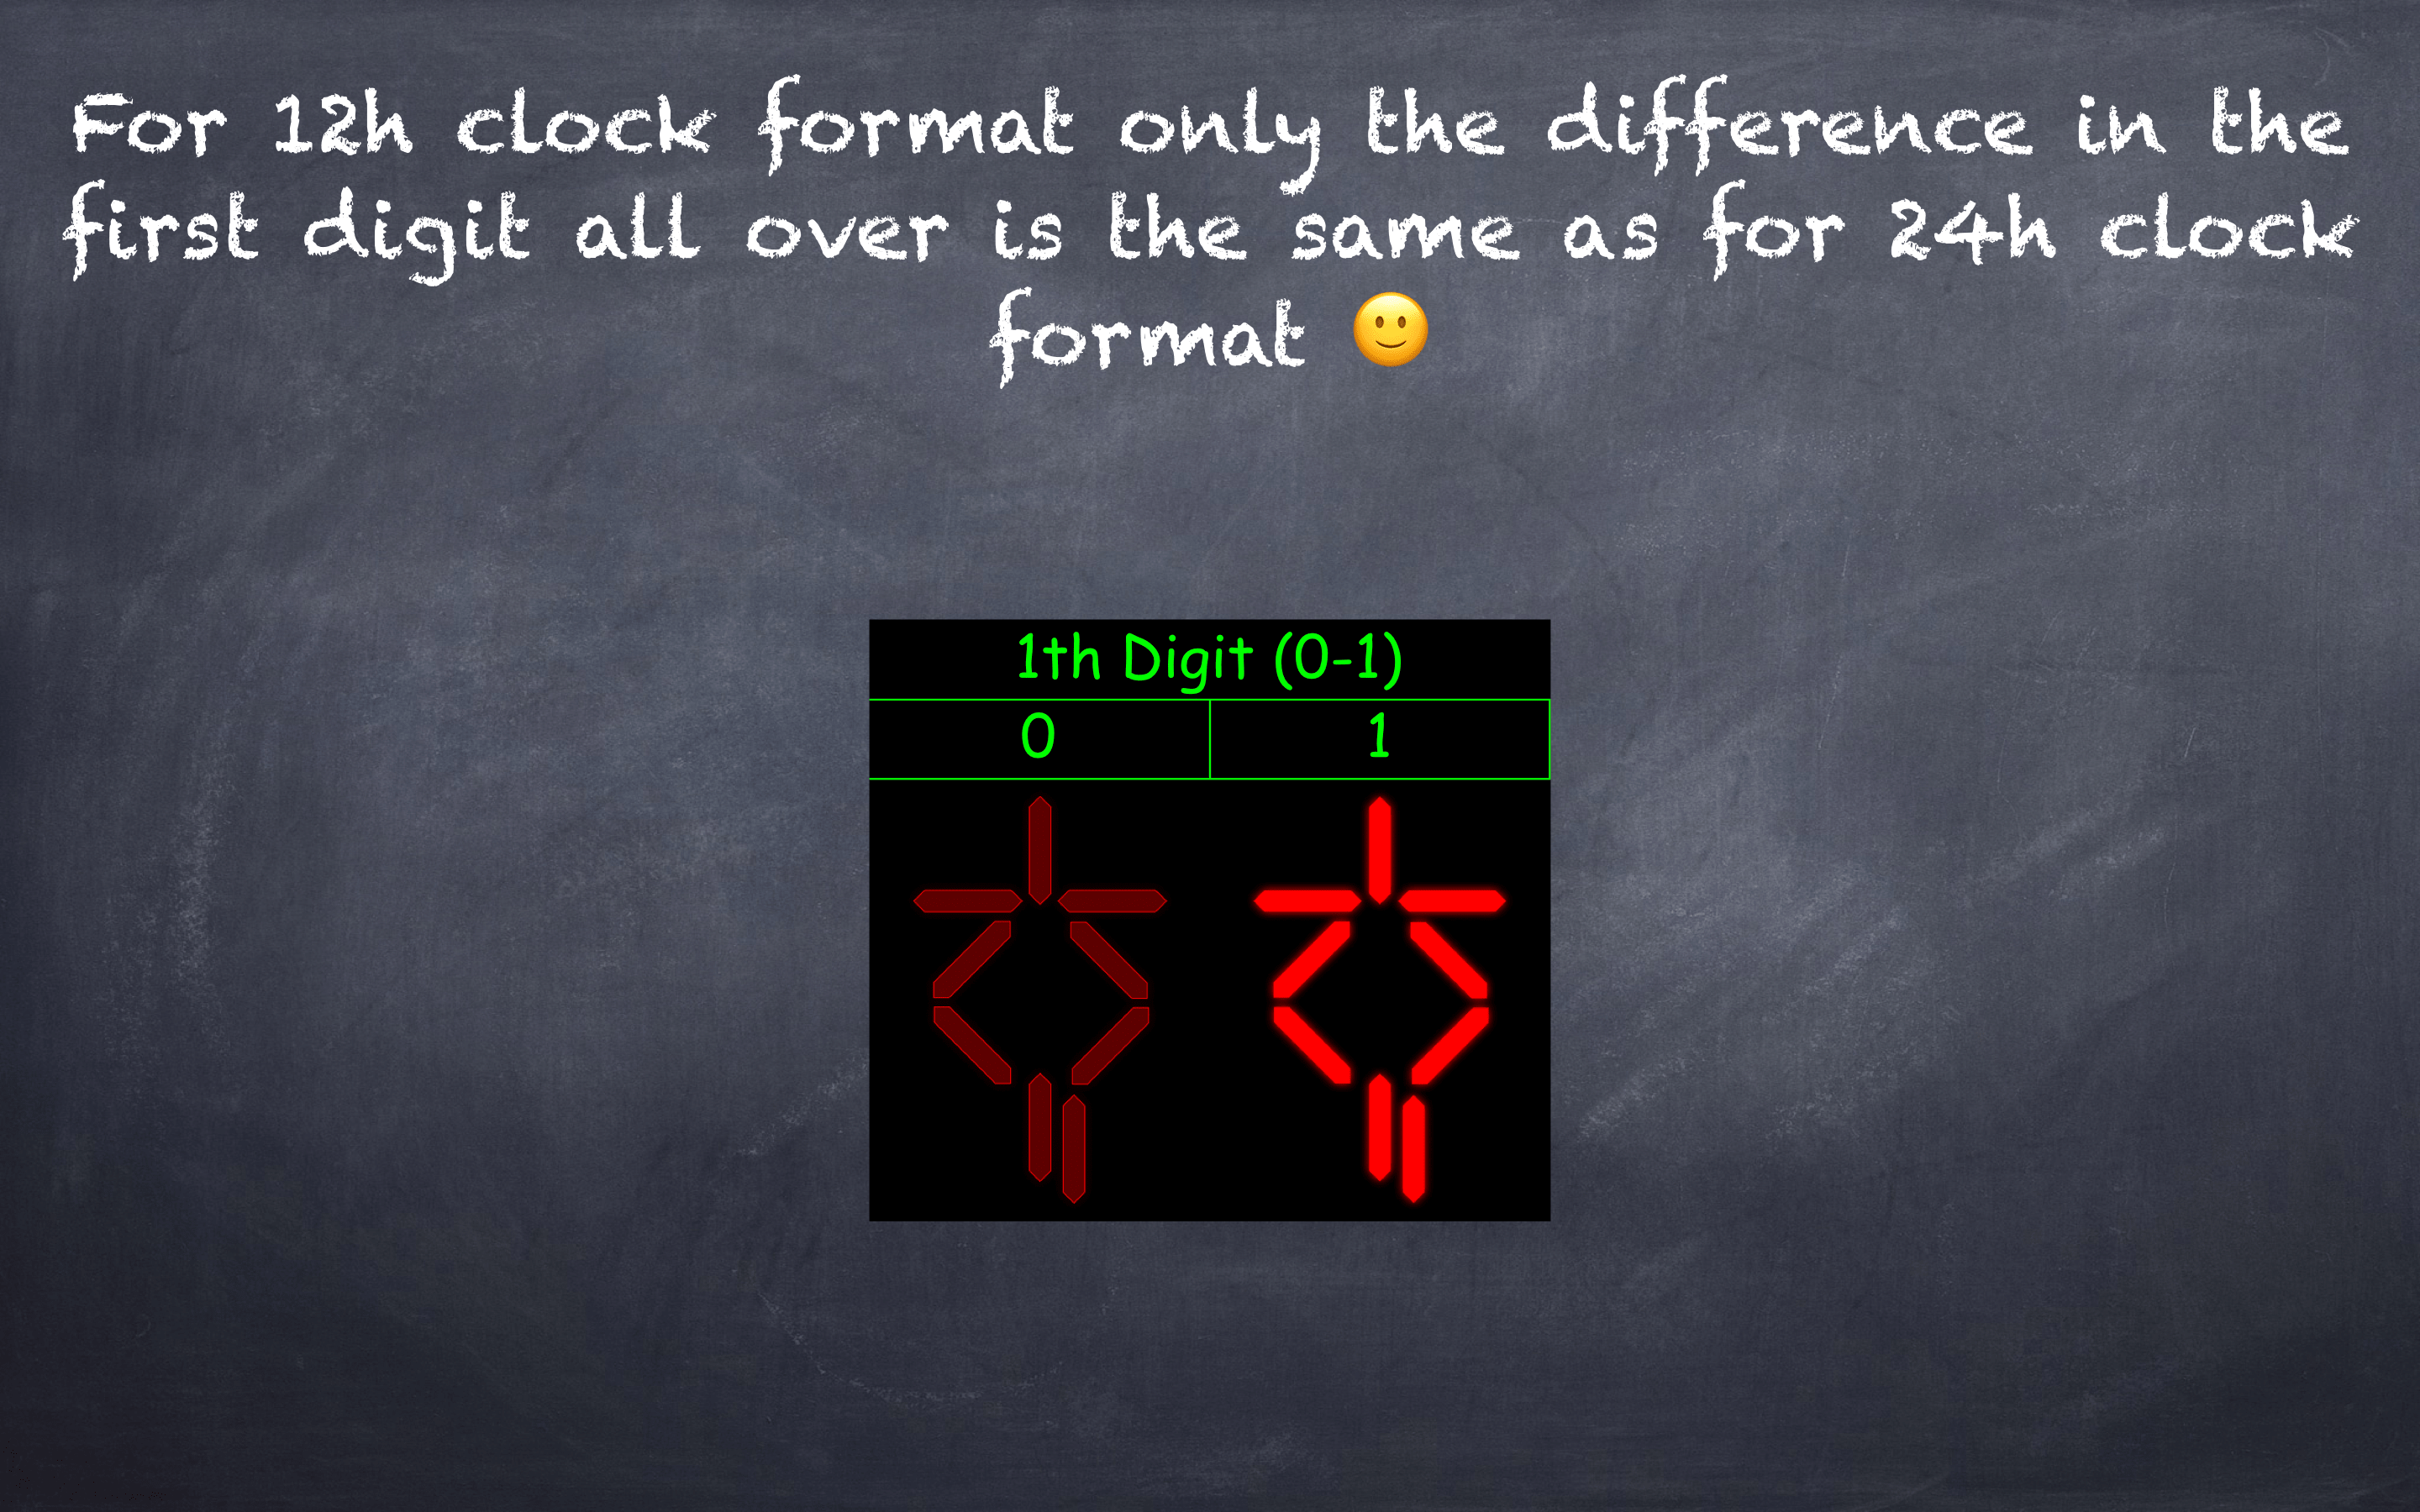 For 12h clock format only the difference in the
first digit all over is the same as for 24h clock
format 🙂
1th Digit (0-1)
0 1